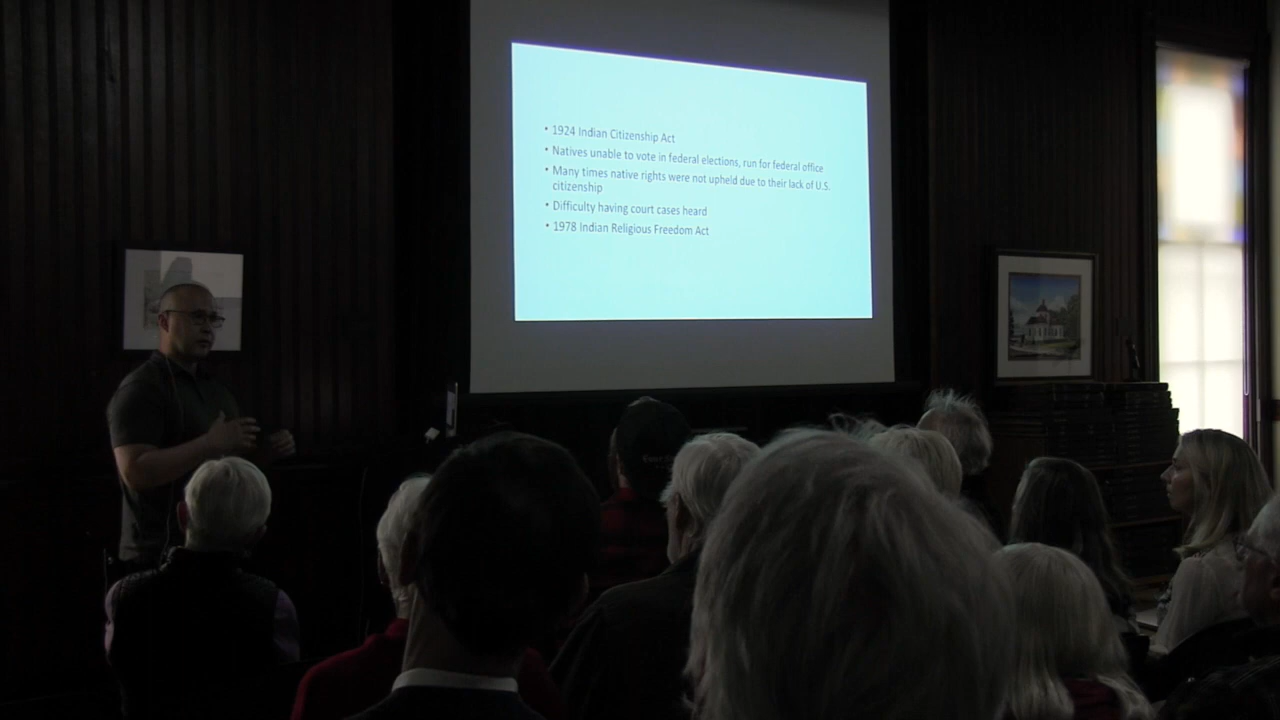 • 1924 Indian Citizenship Act
• Natives unable to vote in federal elections, run for federal office
• Many times native rights were not upheld due to their lack of U.S.
citizenship
• Difficulty having court cases heard
• 1978 Indian Religious Freedom Act